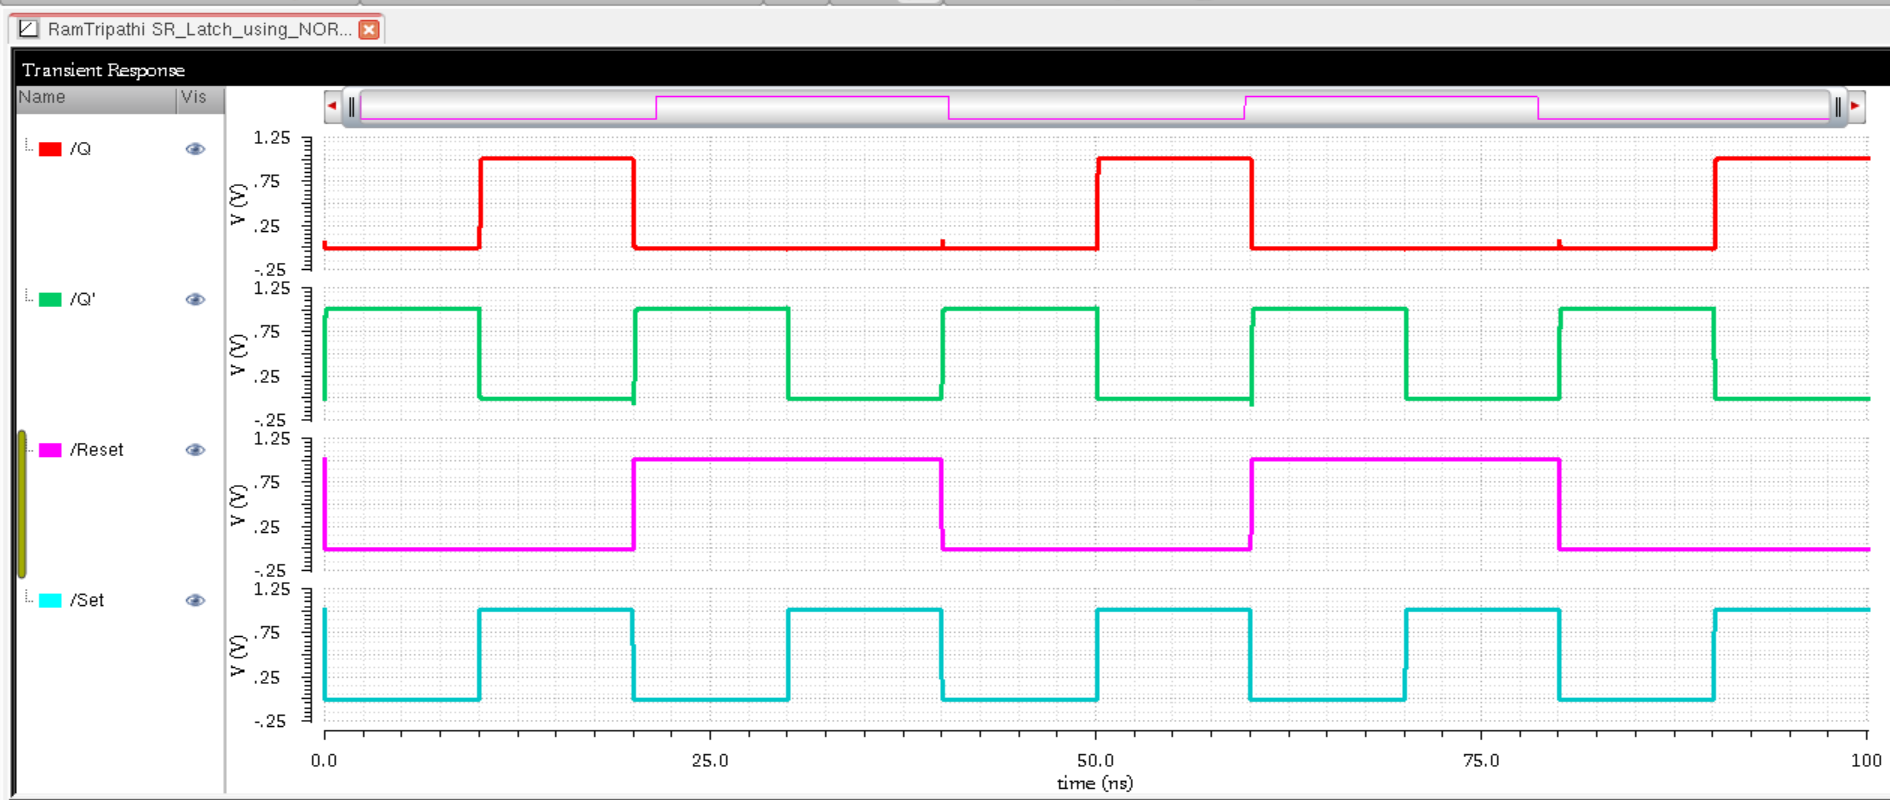 RamTripathi SR_Latch_using_NOR...
Transient Response
Name Vis
/Q
1.25
.75
.25
-.25
V (V)
/Q'
1.25
.75
.25
-.25
V (V)
/Reset
1.25
.75
.25
-.25
V (V)
/Set
1.25
.75
.25
-.25
V (V)
0.0 25.0 50.0 75.0 100
time (ns)